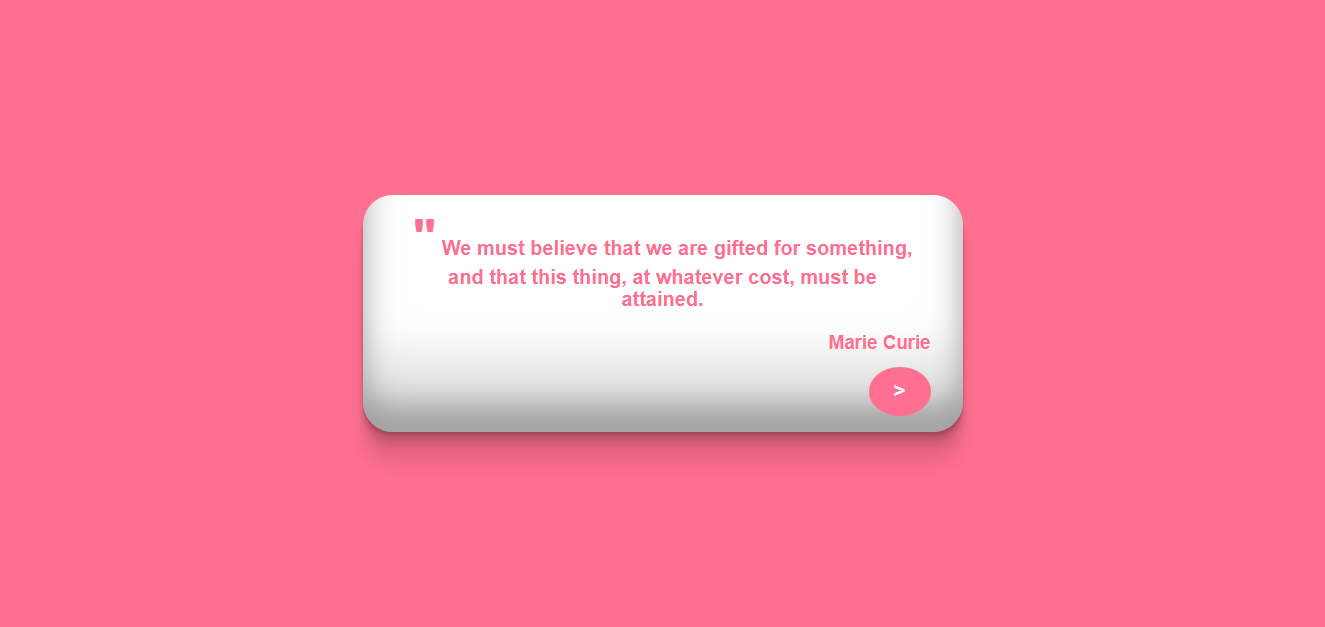 " We must believe that we are gifted for something,
and that this thing, at whatever cost, must be
attained.
Marie Curie
>